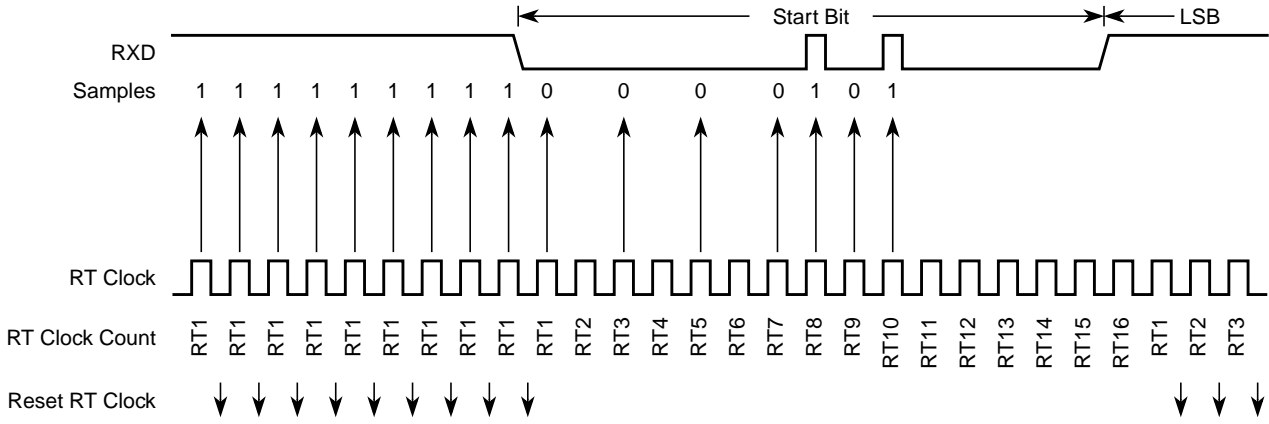 Start Bit LSB
RXD
Samples 1 1 1 1 1 1 1 1 1 0 0 0 0 1 0 1
RT Clock
RT Clock Count RT1 RT1 RT1 RT1 RT1 RT1 RT1 RT1 RT1 RT1 RT2 RT3 RT4 RT5 RT6 RT7 RT8 RT9 RT10 RT11 RT12 RT13 RT14 RT15 RT16 RT1 RT2 RT3
Reset RT Clock